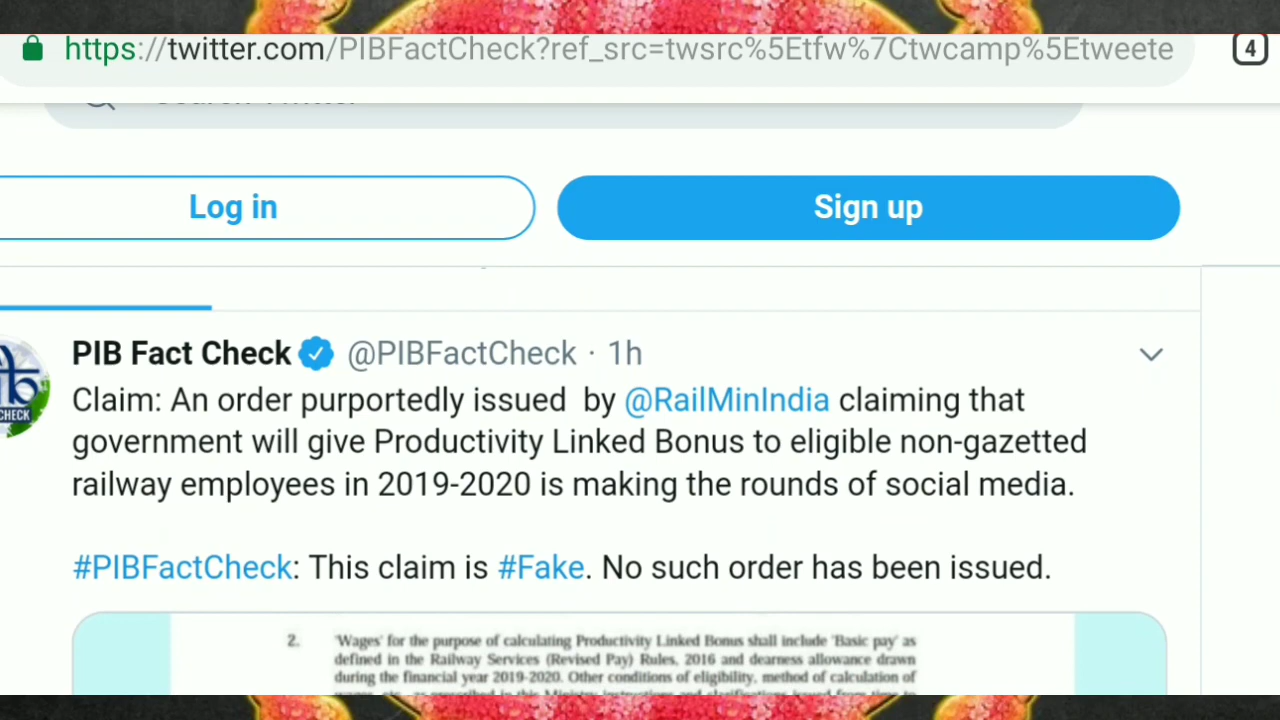 https://twitter.com/PIBFactCheck?ref_src=twsrc%5Etfw%7Ctwcamp%5Etweete
4
Search Twitter
Log in
Sign up
PIB Fact Check @PIBFactCheck · 1h
Claim: An order purportedly issued by @RailMinIndia claiming that
government will give Productivity Linked Bonus to eligible non-gazetted
railway employees in 2019-2020 is making the rounds of social media.
#PIBFactCheck: This claim is #Fake. No such order has been issued.
CHECK
2. 'Wages' for the purpose of calculating Productivity Linked Bonus shall include 'Basic pay' as
defined in the Railway Services (Revised Pay) Rules, 2016 and dearness allowance drawn
during the financial year 2019-2020. Other conditions of eligibility, method of calculation of